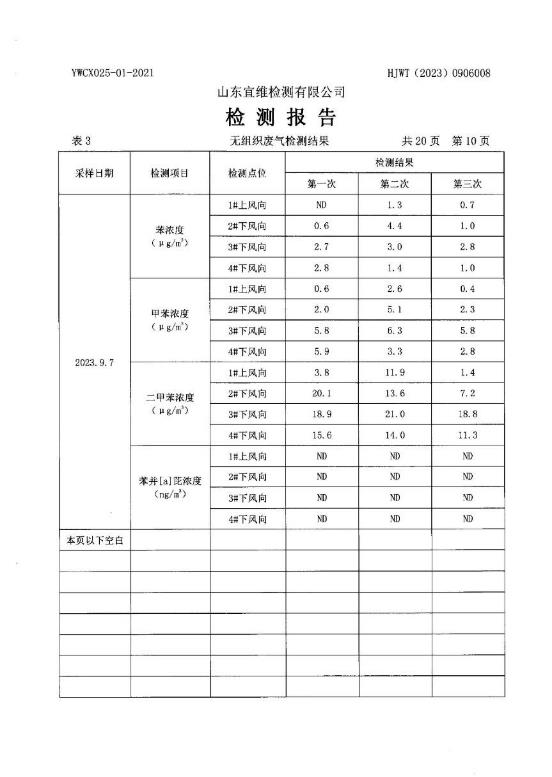 YWCX025-01-2021 HJWT（2023）0906008
山东宜维检测有限公司
检测报告
表3 无组织废气检测结果 共20页 第10页
采样日期 检测项目 检测点位 检测结果
第一次 第二次 第三次
2023.9.7 苯浓度（μg/m³） 1#上风向 ND 1.3 0.7
2#下风向 0.6 4.4 1.0
3#下风向 2.7 3.0 2.8
4#下风向 2.8 1.4 1.0
甲苯浓度（μg/m³） 1#上风向 0.6 2.6 0.4
2#下风向 2.0 5.1 2.3
3#下风向 5.8 6.3 5.8
4#下风向 5.9 3.3 2.8
二甲苯浓度（μg/m³） 1#上风向 3.8 11.9 1.4
2#下风向 20.1 13.6 7.2
3#下风向 18.9 21.0 18.8
4#下风向 15.6 14.0 11.3
苯并[a]芘浓度（ng/m³） 1#上风向 ND ND ND
2#下风向 ND ND ND
3#下风向 ND ND ND
4#下风向 ND ND ND
本页以下空白